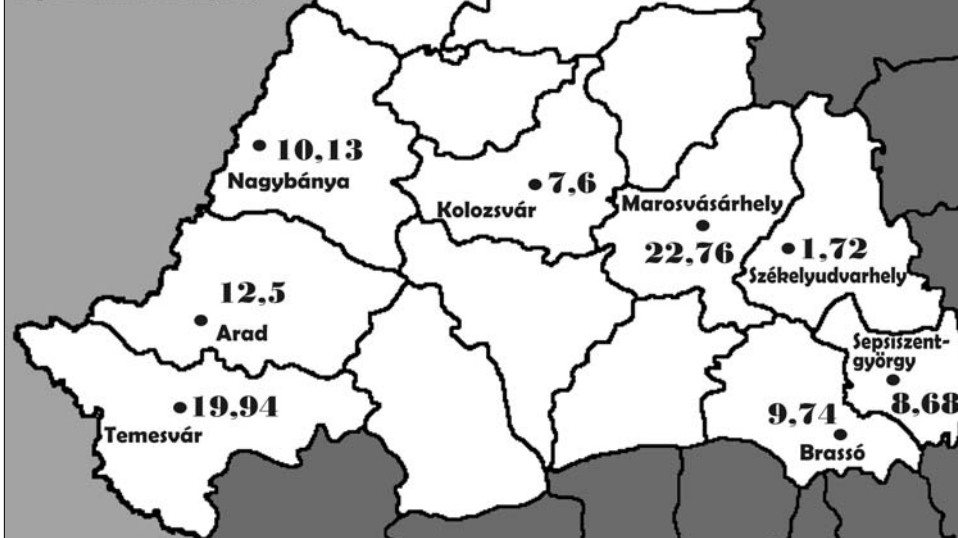 10,13
Nagybánya
7,6
Kolozsvár
Marosvásárhely
22,76
1,72
Székelyudvarhely
12,5
Arad
Sepsiszent-
györgy
8,68
19,94
Temesvár
9,74
Brassó